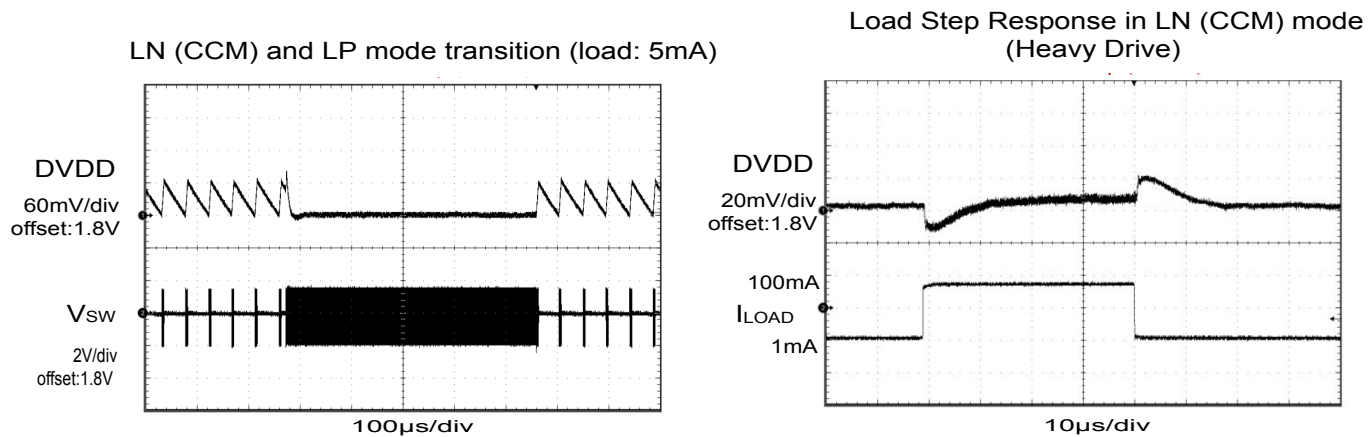 LN (CCM) and LP mode transition (load: 5mA)
DVDD
60mV/div
offset:1.8V
VSW
2V/div
offset:1.8V
100μs/div
Load Step Response in LN (CCM) mode
(Heavy Drive)
DVDD
20mV/div
offset:1.8V
100mA
ILOAD
1mA
10μs/div